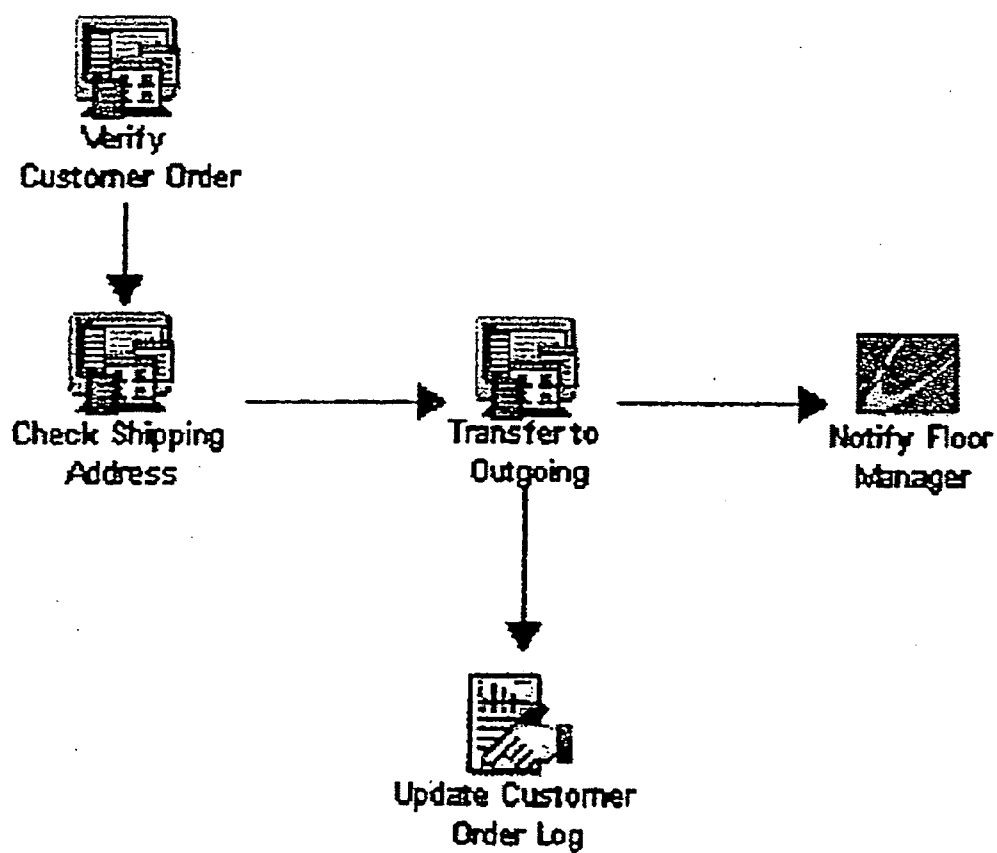 Verify
Customer Order
Check Shipping
Address
Transfer to
Outgoing
Notify Floor
Manager
Update Customer
Order Log